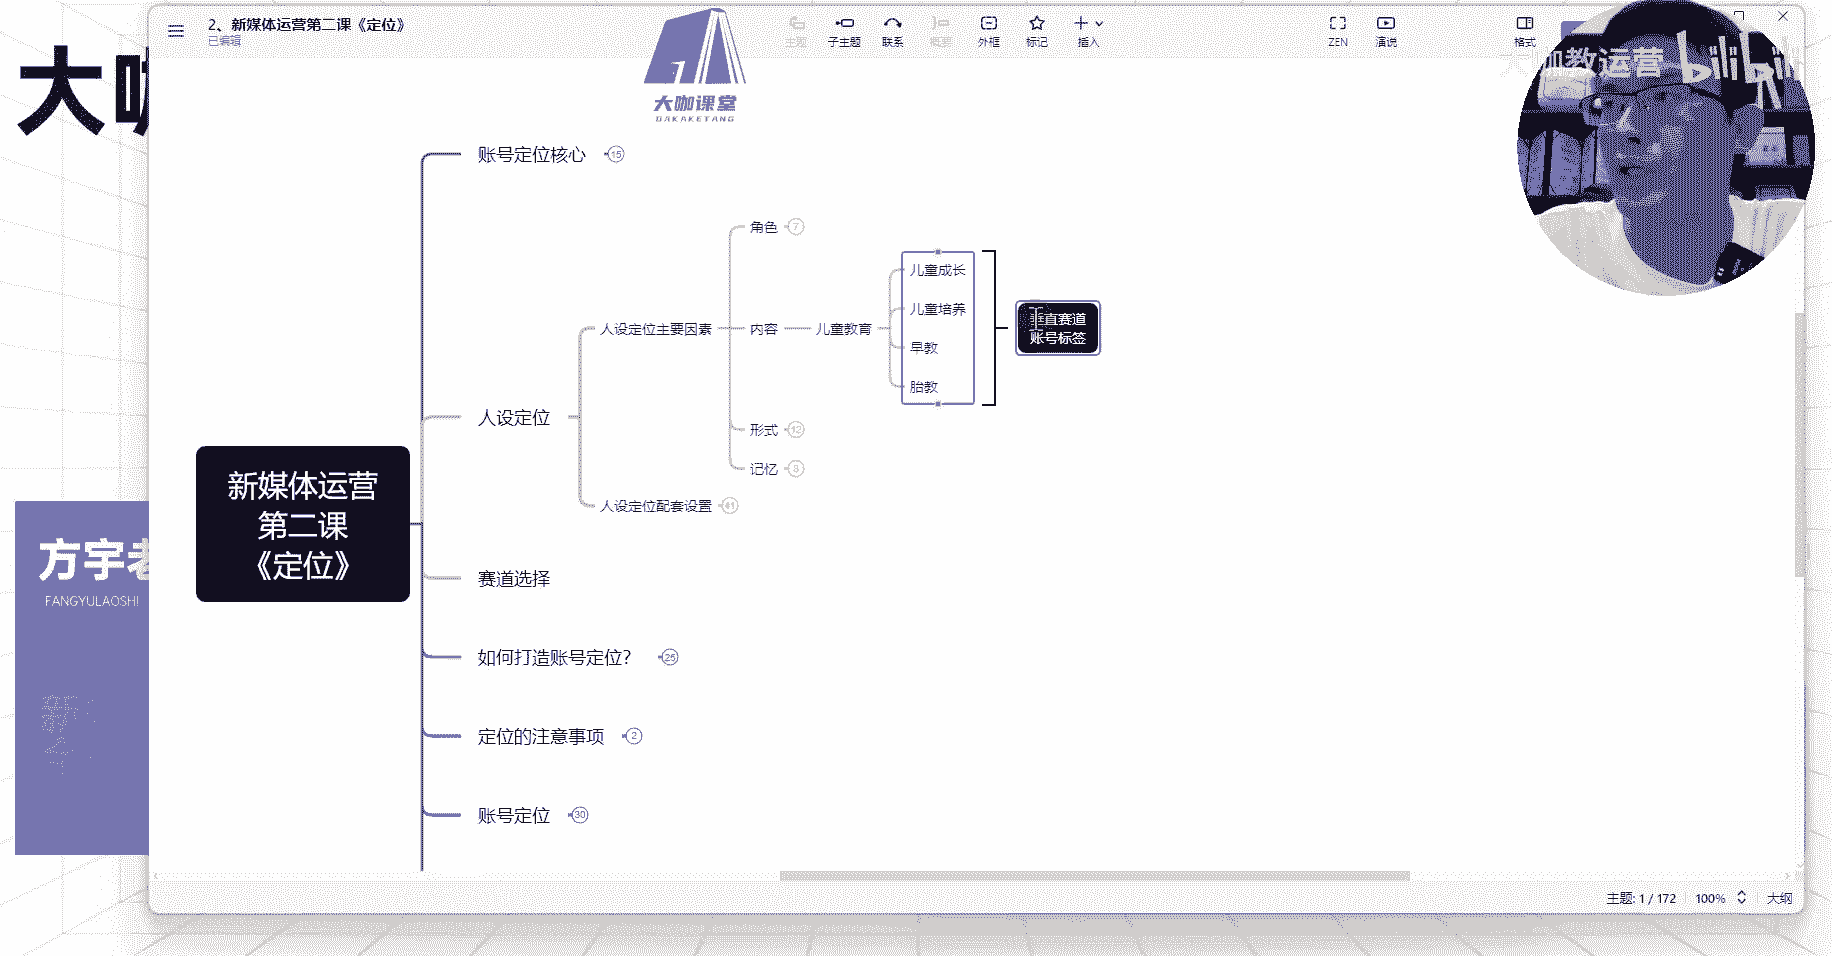 2、新媒体运营第二课《定位》
已编辑
主题
子主题
联系
概要
外框
标记
插入
ZEN
演说
格式
大咖教运营 bilibili
大
大咖课堂
DAKAKETANG
账号定位核心 15
角色 7
儿童成长
儿童培养
早教
胎教
垂直赛道
账号标签
人设定位主要因素
内容
儿童教育
人设定位
形式 12
记忆 8
人设定位配套设置 41
新媒体运营
第二课
《定位》
赛道选择
如何打造账号定位? 25
定位的注意事项 2
账号定位 30
方宇
FANGYULAOSHI
主题: 1 / 172
100%
大纲